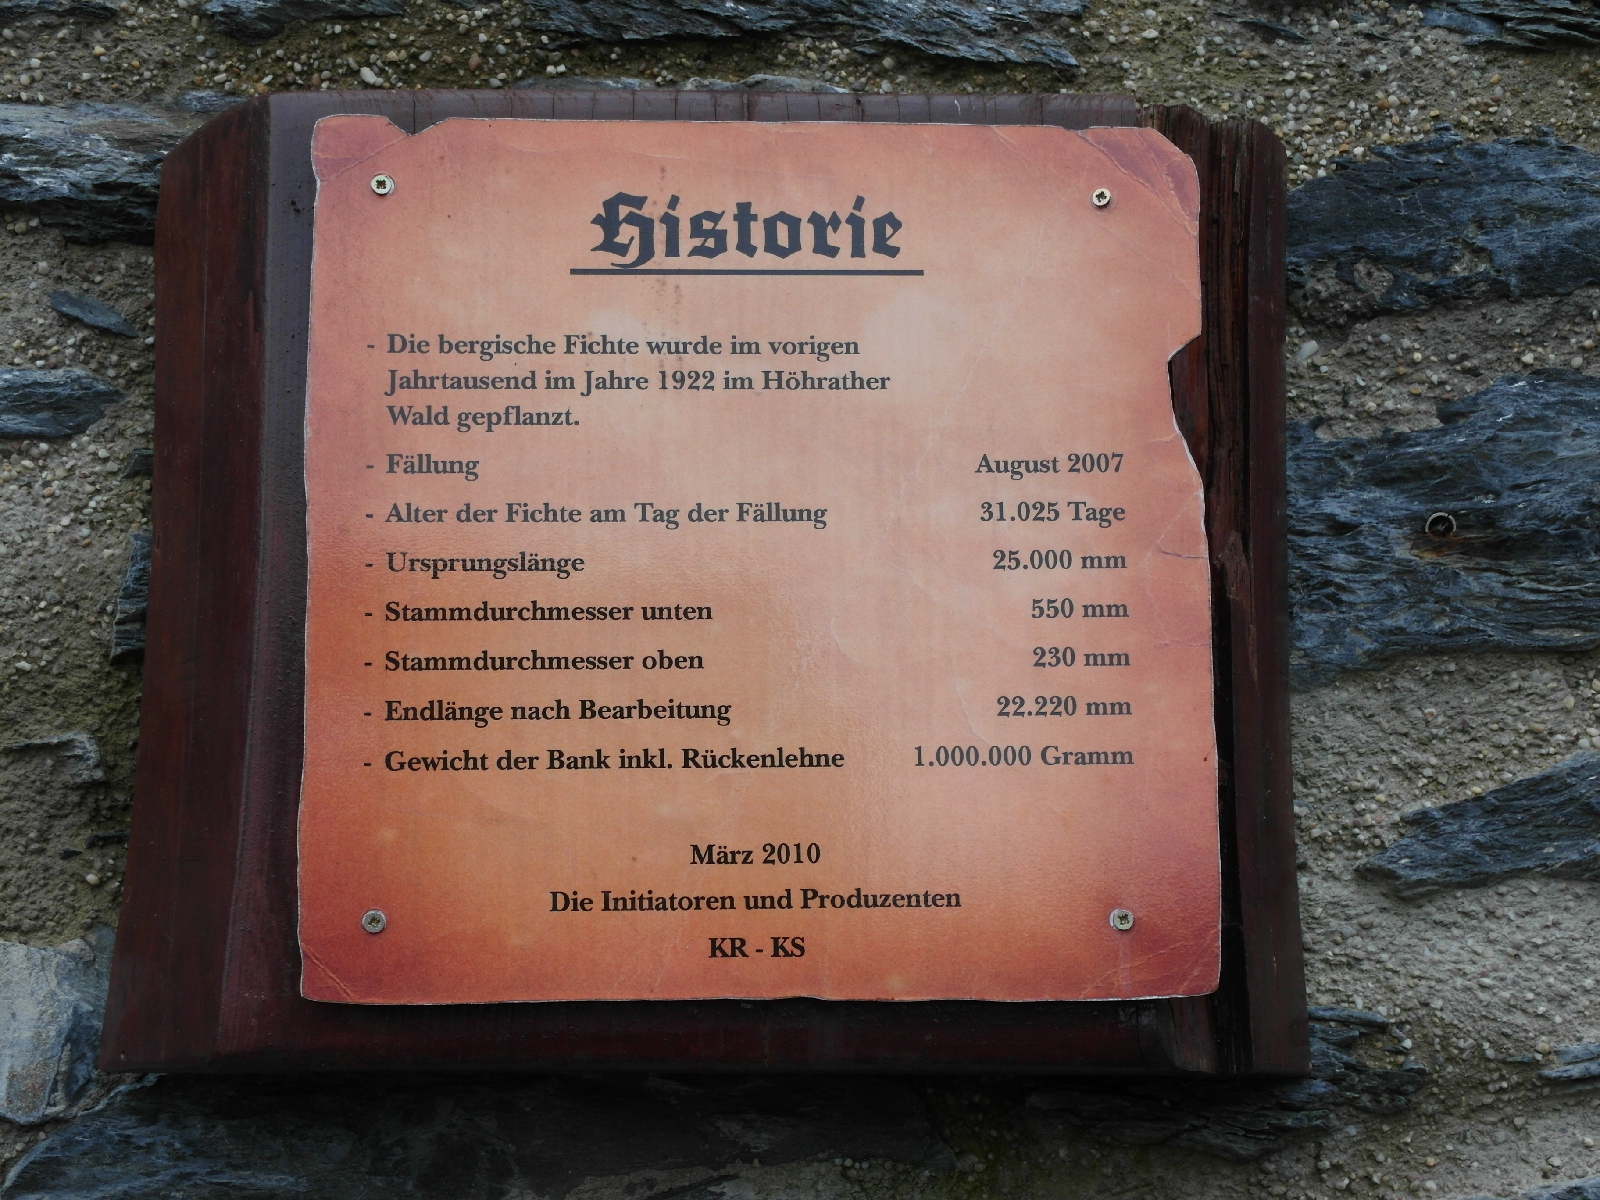 Historie
- Die bergische Fichte wurde im vorigen
Jahrtausend im Jahre 1922 im Höhrather
Wald gepflanzt.
- Fällung August 2007
- Alter der Fichte am Tag der Fällung 31.025 Tage
- Ursprungslänge 25.000 mm
- Stammdurchmesser unten 550 mm
- Stammdurchmesser oben 230 mm
- Endlänge nach Bearbeitung 22.220 mm
- Gewicht der Bank inkl. Rückenlehne 1.000.000 Gramm
März 2010
Die Initiatoren und Produzenten
KR - KS